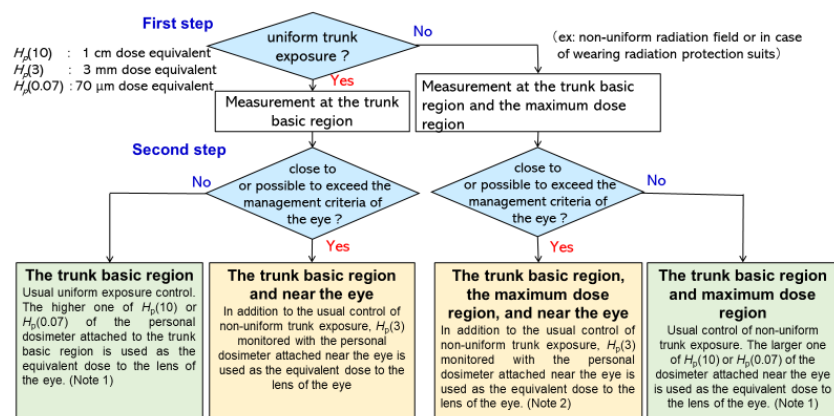 First step
uniform trunk
exposure ?
No
(ex: non-uniform radiation field or in case
of wearing radiation protection suits)
Hp(10) : 1 cm dose equivalent
Hp(3) : 3 mm dose equivalent
Hp(0.07) : 70 μm dose equivalent
Yes
Measurement at the trunk
basic region
Measurement at the trunk basic
region and the maximum dose
region
Second step
No
close to
or possible to exceed the
management criteria of
the eye ?
Yes
close to
or possible to exceed the
management criteria of
the eye ?
No
Yes
The trunk basic region
Usual uniform exposure control.
The higher one of Hp(10) or
Hp(0.07) of the personal
dosimeter attached to the trunk
basic region is used as the
equivalent dose to the lens of
the eye. (Note 1)
The trunk basic region
and near the eye
In addition to the usual control of
non-uniform trunk exposure, Hp(3)
monitored with the personal
dosimeter attached near the eye is
used as the equivalent dose to the
lens of the eye
The trunk basic region,
the maximum dose
region, and near the eye
In addition to the usual control of
non-uniform trunk exposure, Hp(3)
monitored with the personal
dosimeter attached near the eye is
used as the equivalent dose to the
lens of the eye. (Note 2)
The trunk basic region
and maximum dose
region
Usual control of non-uniform
trunk exposure. The larger one
of Hp(10) or Hp(0.07) of the
dosimeter attached near the eye
is used as the equivalent dose to
the lens of the eye. (Note 1)